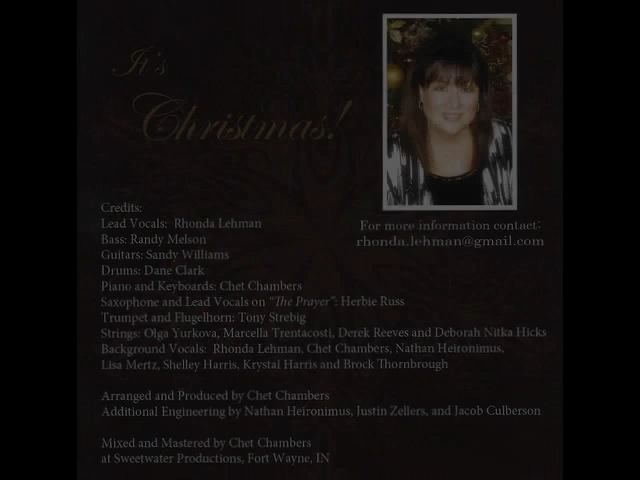 It's
Christmas!
For more information contact:
rhonda.lehman@gmail.com
Credits:
Lead Vocals:  Rhonda Lehman
Bass: Randy Melson
Guitars: Sandy Williams
Drums: Dane Clark
Piano and Keyboards: Chet Chambers
Saxophone and Lead Vocals on “The Prayer”: Herbie Russ
Trumpet and Flugelhorn: Tony Strebig
Strings: Olga Yurkova, Marcella Trentacosti, Derek Reeves and Deborah Nitka Hicks
Background Vocals:  Rhonda Lehman, Chet Chambers, Nathan Heironimus,
Lisa Mertz, Shelley Harris, Krystal Harris and Brock Thornbrough
Arranged and Produced by Chet Chambers
Additional Engineering by Nathan Heironimus, Justin Zellers, and Jacob Culberson
Mixed and Mastered by Chet Chambers
at Sweetwater Productions, Fort Wayne, IN